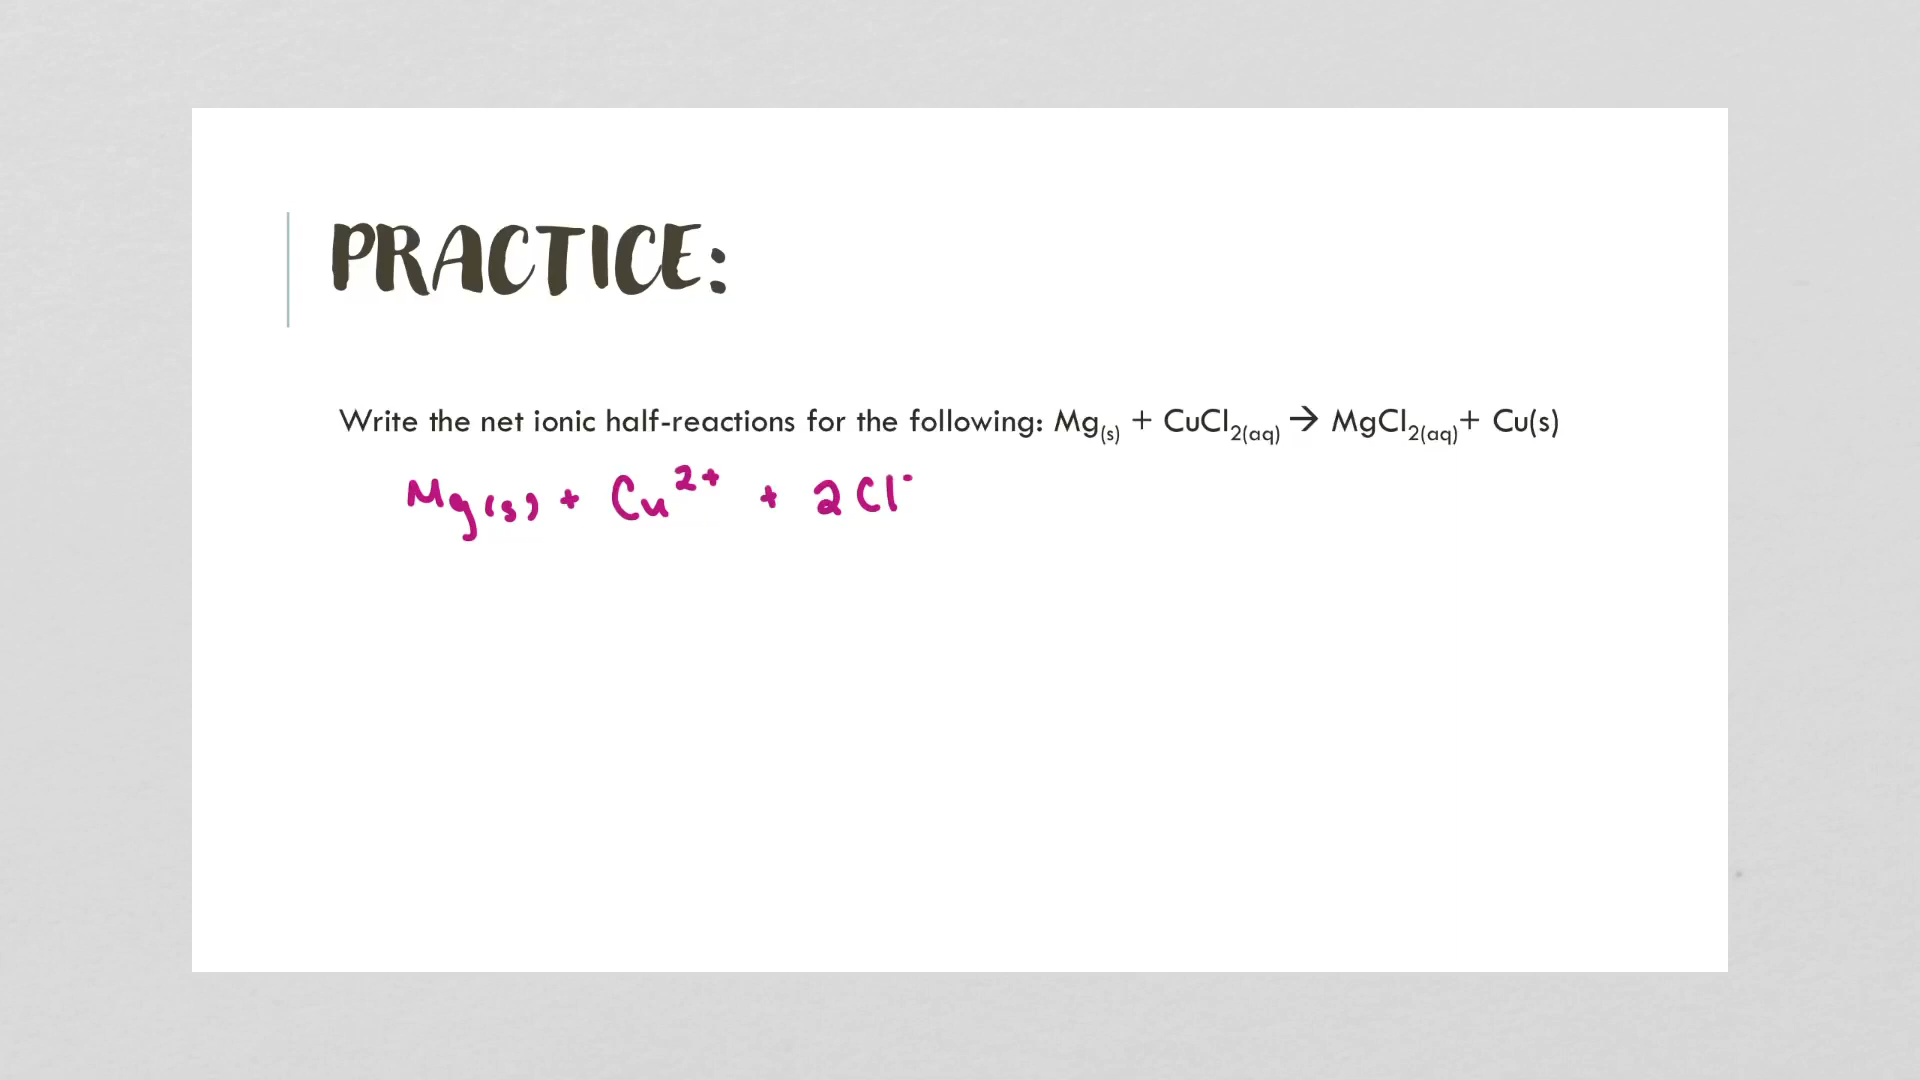 PRACTICE:
Write the net ionic half-reactions for the following: Mg(s) + CuCl2(aq) → MgCl2(aq)+ Cu(s)
Mg(s) + Cu²⁺ + 2Cl⁻